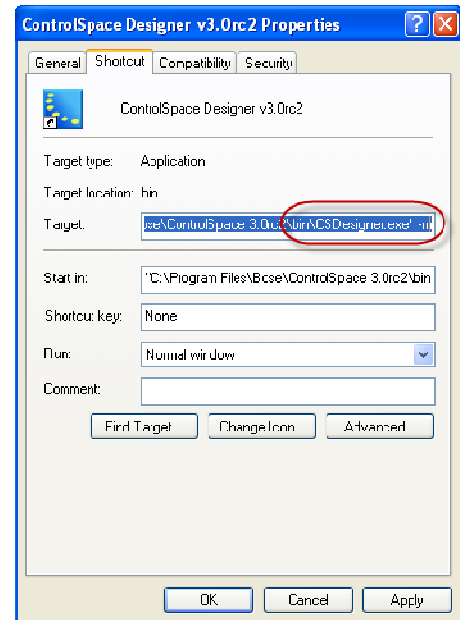 ControlSpace Designer v3.0rc2 Properties
General Shortcut Compatibility Security
ControlSpace Designer v3.0rc2
Target type: Application
Target location: bin
Target: ose\ControlSpace 3.0rc2\bin\CSDesigner.exe" -m
Start in: "C:\Program Files\Bose\ControlSpace 3.0rc2\bin
Shortcut key: None
Run: Normal window
Comment:
Find Target Change Icon Advanced
OK Cancel Apply